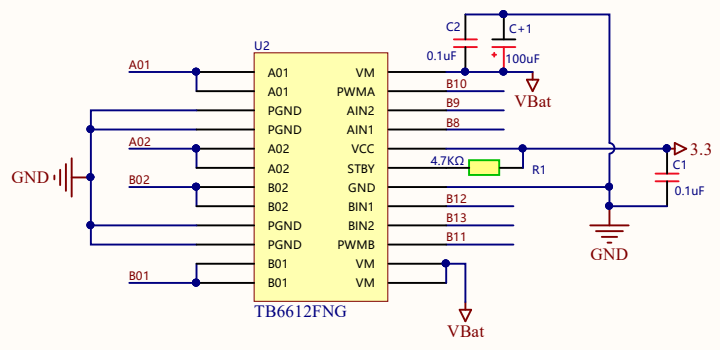 C2
C+1
0.1uF
+
100uF
VBat
U2
A01
A01
VM
A01
PWMA
B10
PGND
AIN2
B9
PGND
AIN1
B8
A02
A02
VCC
3.3
A02
STBY
4.7KΩ
R1
C1
0.1uF
GND
B02
B02
GND
B02
BIN1
B12
PGND
BIN2
B13
PGND
PWMB
B11
GND
B01
VM
B01
B01
VM
TB6612FNG
VBat